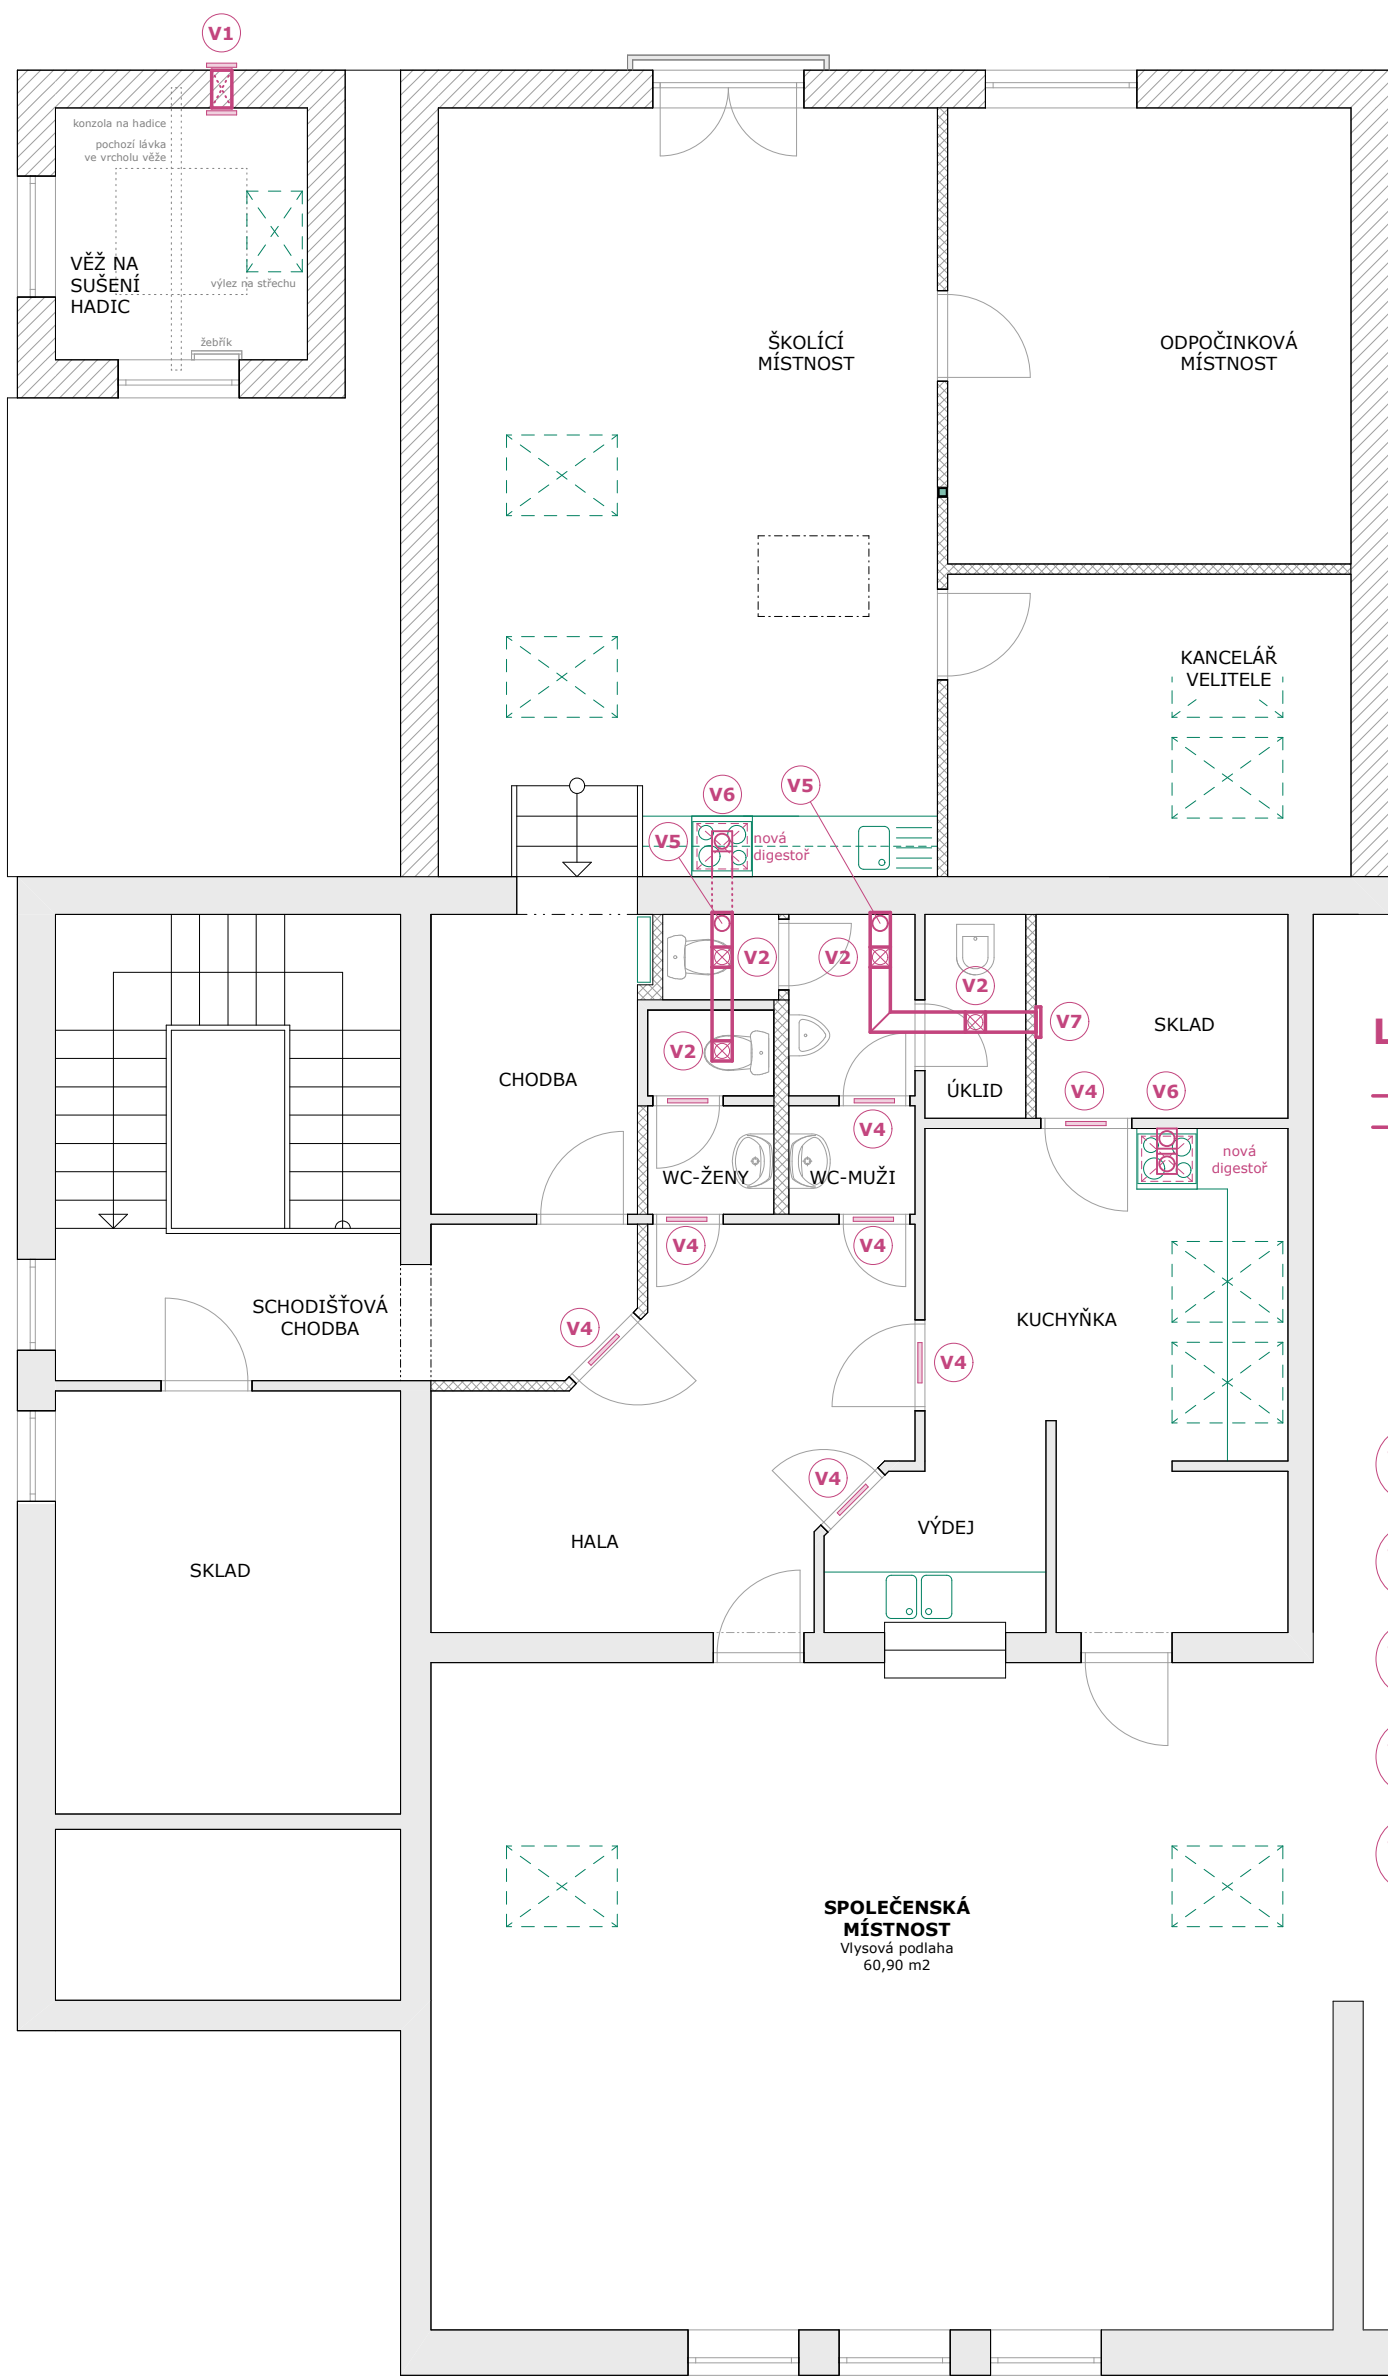 V1
konzola na hadice
pochozí lávka
ve vrcholu věže
VĚŽ NA
SUŠENÍ
HADIC
výlez na střechu
žebřík
ŠKOLÍCÍ
MÍSTNOST
ODPOČINKOVÁ
MÍSTNOST
KANCELÁŘ
VELITELE
V6
V5
V5
nová
digestoř
V2
V2
V2
V2
V7
SKLAD
L
CHODBA
ÚKLID
V4
V6
V4
nová
digestoř
WC-ŽENY
WC-MUŽI
V4
V4
SCHODIŠŤOVÁ
CHODBA
V4
KUCHYŇKA
V4
V4
VÝDEJ
HALA
SKLAD
SPOLEČENSKÁ
MÍSTNOST
Vlysová podlaha
60,90 m2